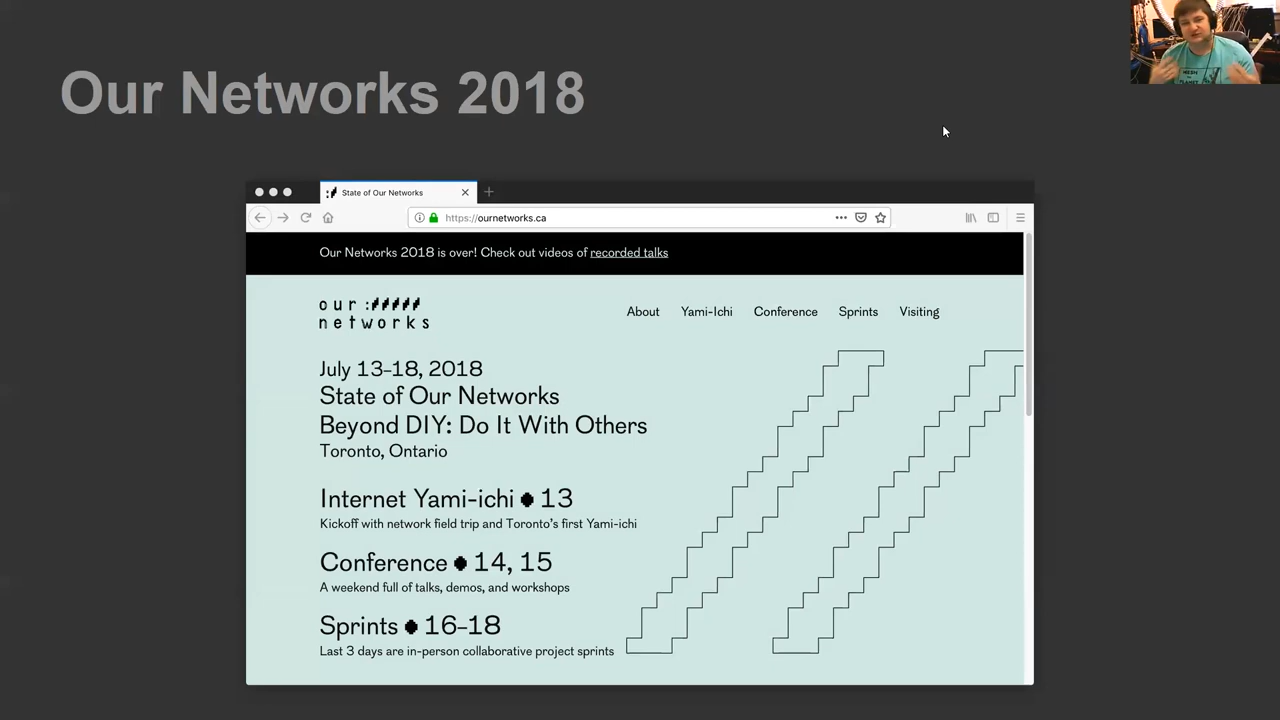 Our Networks 2018
State of Our Networks
https://ournetworks.ca
Our Networks 2018 is over! Check out videos of recorded talks
our networks
About Yami-Ichi Conference Sprints Visiting
July 13–18, 2018
State of Our Networks
Beyond DIY: Do It With Others
Toronto, Ontario
Internet Yami-ichi 13
Kickoff with network field trip and Toronto's first Yami-ichi
Conference 14, 15
A weekend full of talks, demos, and workshops
Sprints 16–18
Last 3 days are in-person collaborative project sprints